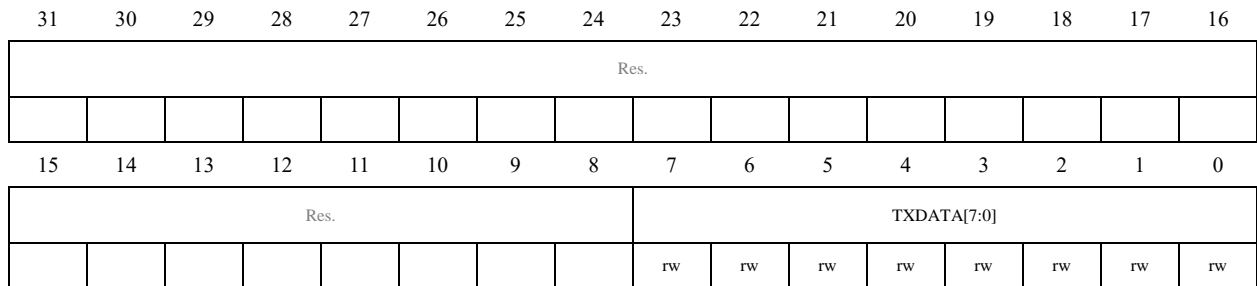 31 30 29 28 27 26 25 24 23 22 21 20 19 18 17 16
Res.
15 14 13 12 11 10 9 8 7 6 5 4 3 2 1 0
Res. TXDATA[7:0]
rw rw rw rw rw rw rw rw